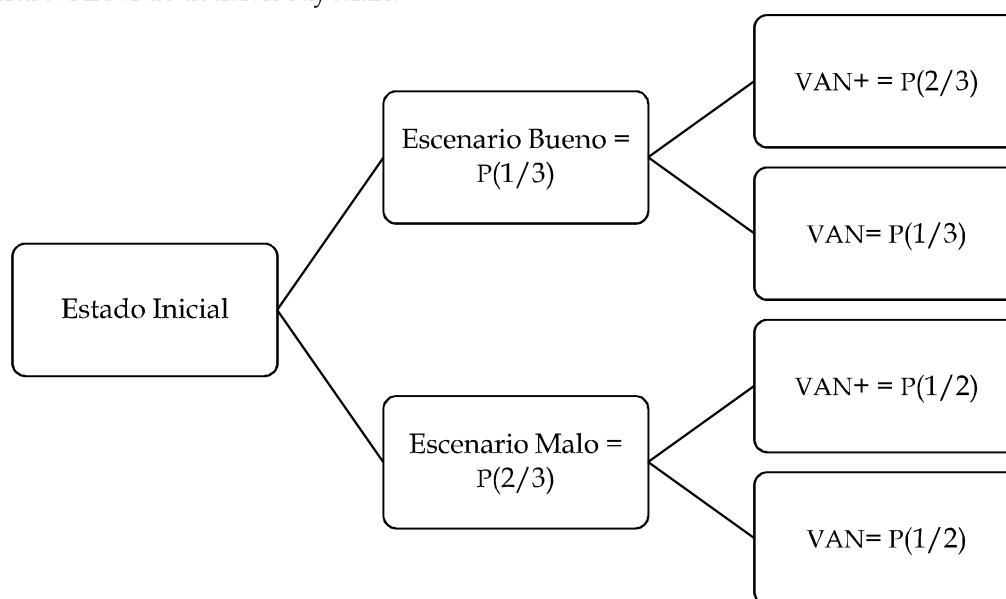 Estado Inicial
Escenario Bueno =
P(1/3)
VAN+ = P(2/3)
VAN= P(1/3)
Escenario Malo =
P(2/3)
VAN+ = P(1/2)
VAN= P(1/2)